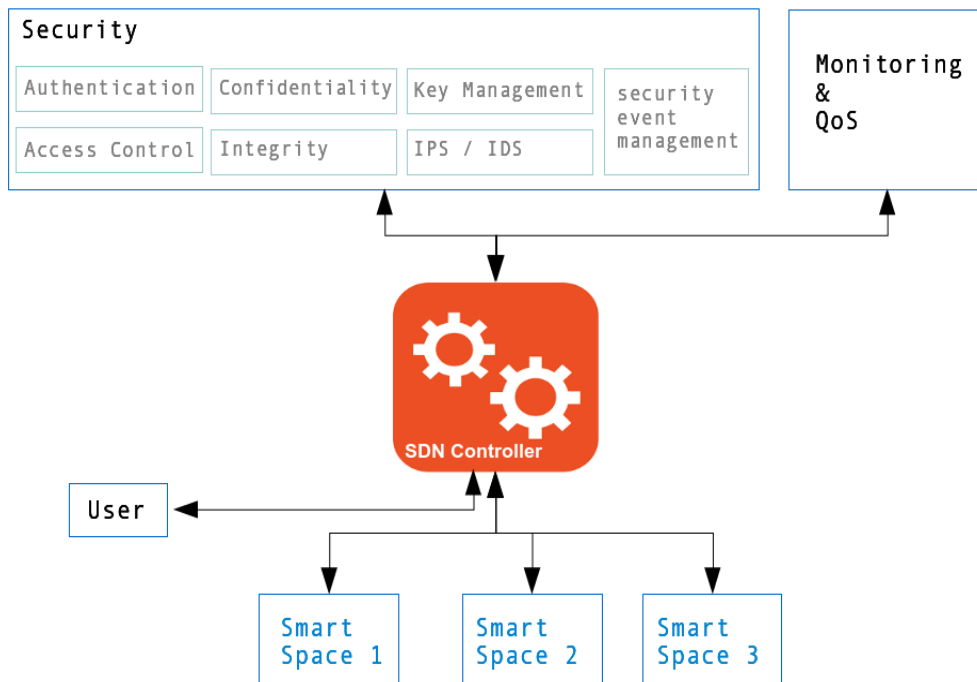 Security
Authentication
Confidentiality
Key Management
security
event
management
Access Control
Integrity
IPS / IDS
Monitoring
&
QoS
SDN Controller
User
Smart
Space 1
Smart
Space 2
Smart
Space 3